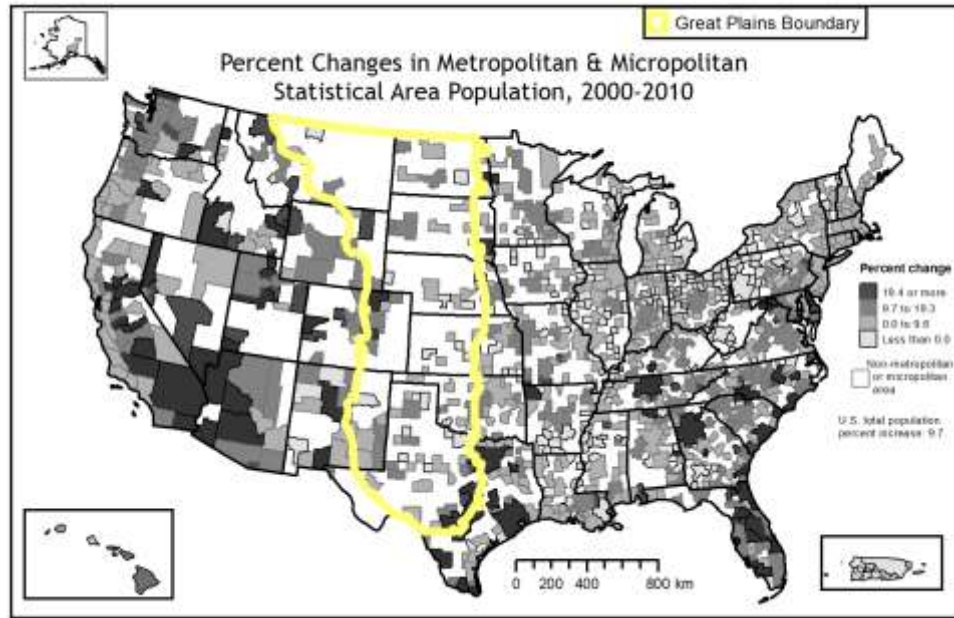 Great Plains Boundary
Percent Changes in Metropolitan & Micropolitan
Statistical Area Population, 2000-2010
Percent change
19.4 or more
9.7 to 19.3
0.0 to 9.6
Less than 0.0
Non-metropolitan
or micropolitan
area
U.S. total population
percent increase: 9.7
0 200 400 800 km